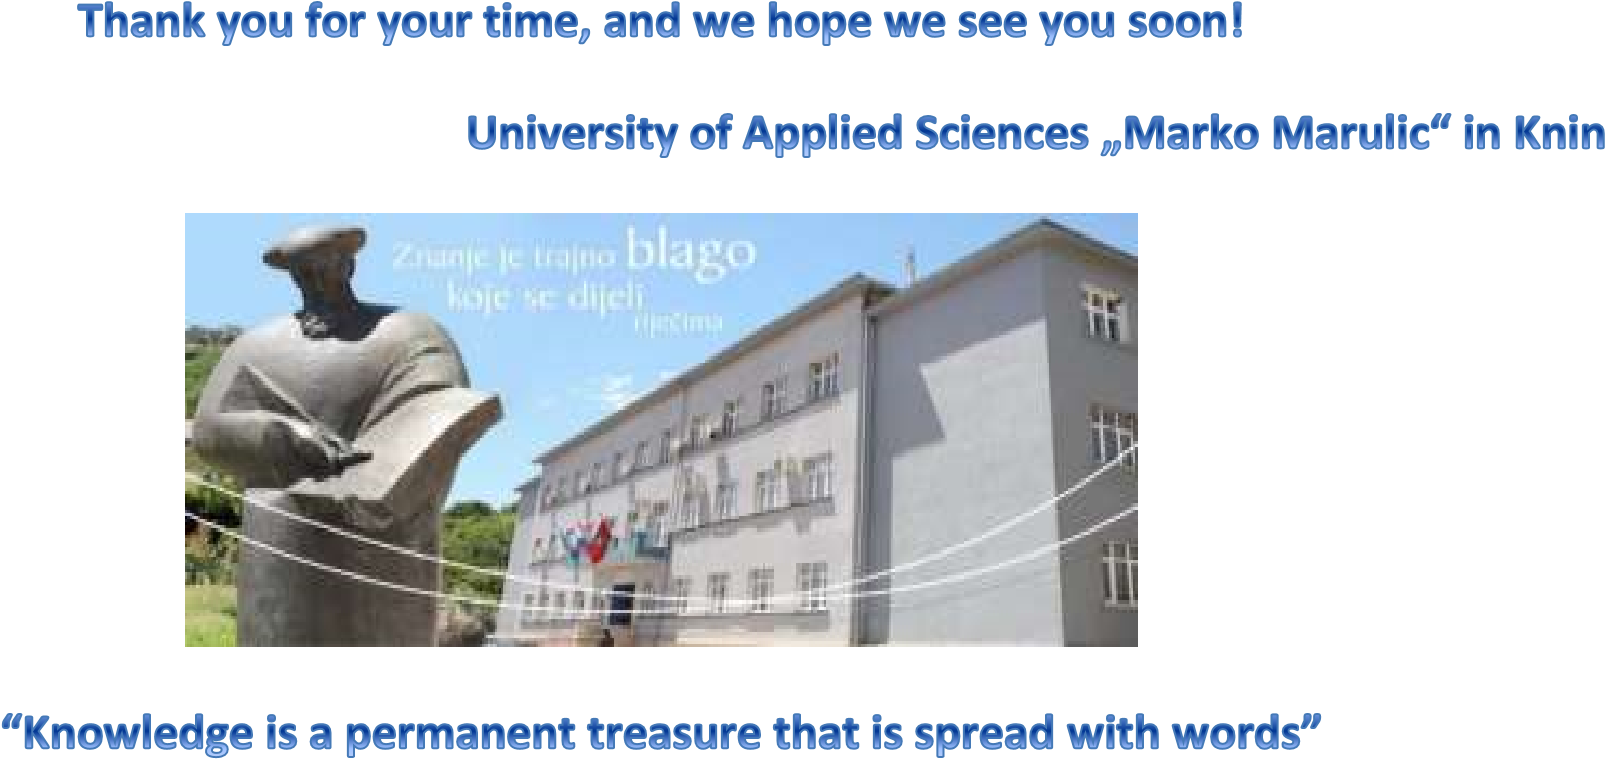 Thank you for your time, and we hope we see you soon!
University of Applied Sciences „Marko Marulic“ in Knin
Znanje je trajno blago
koje se dijeli
riječima
“Knowledge is a permanent treasure that is spread with words”